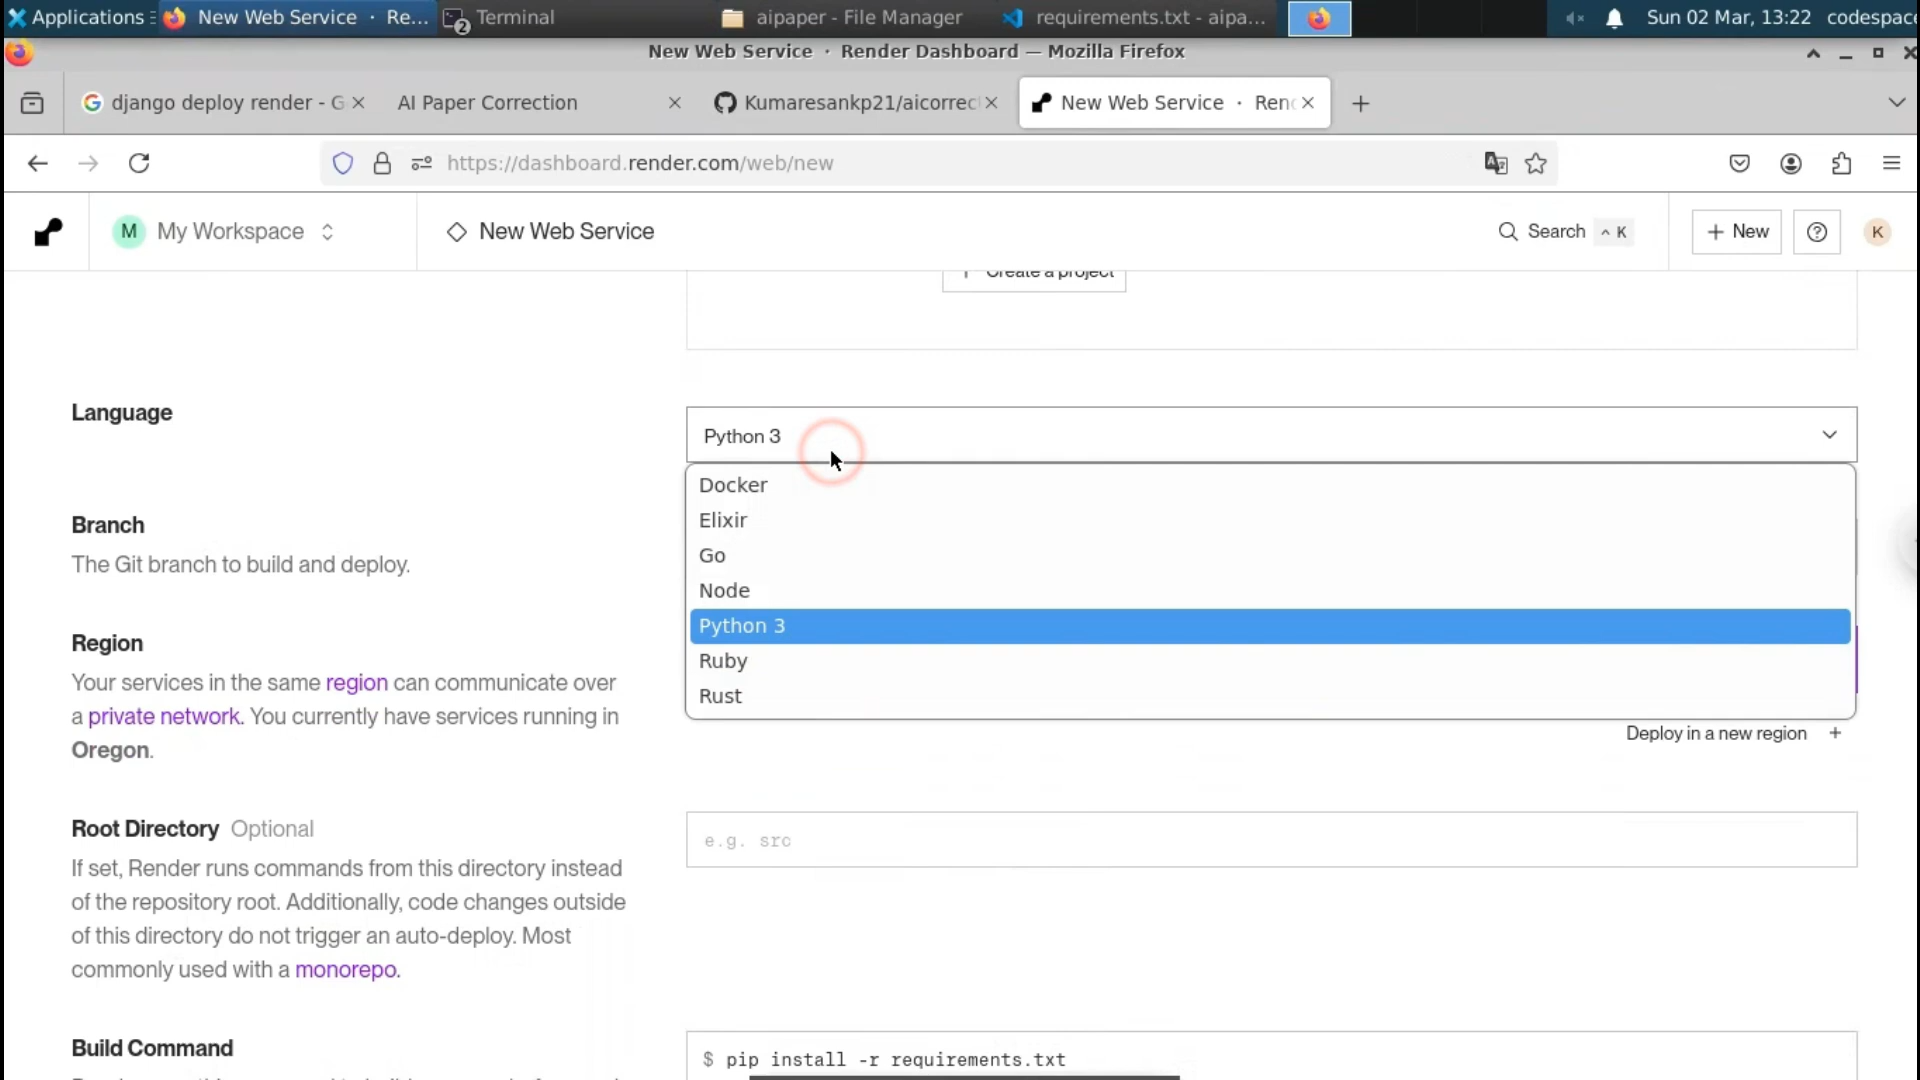 Applications
New Web Service · Re...
2
Terminal
aipaper - File Manager
requirements.txt - aipa...
Sun 02 Mar, 13:22
codespace
New Web Service · Render Dashboard — Mozilla Firefox
django deploy render - G
AI Paper Correction
Kumaresankp21/aicorrec
New Web Service · Ren
https://dashboard.render.com/web/new
M
My Workspace
New Web Service
Search
^ K
+ New
K
+ Create a project
Language
Python 3
Docker
Elixir
Go
Node
Python 3
Ruby
Rust
Branch
The Git branch to build and deploy.
Region
Your services in the same region can communicate over
a private network. You currently have services running in
Oregon.
Deploy in a new region +
Root Directory Optional
e.g. src
If set, Render runs commands from this directory instead
of the repository root. Additionally, code changes outside
of this directory do not trigger an auto-deploy. Most
commonly used with a monorepo.
Build Command
$ pip install -r requirements.txt